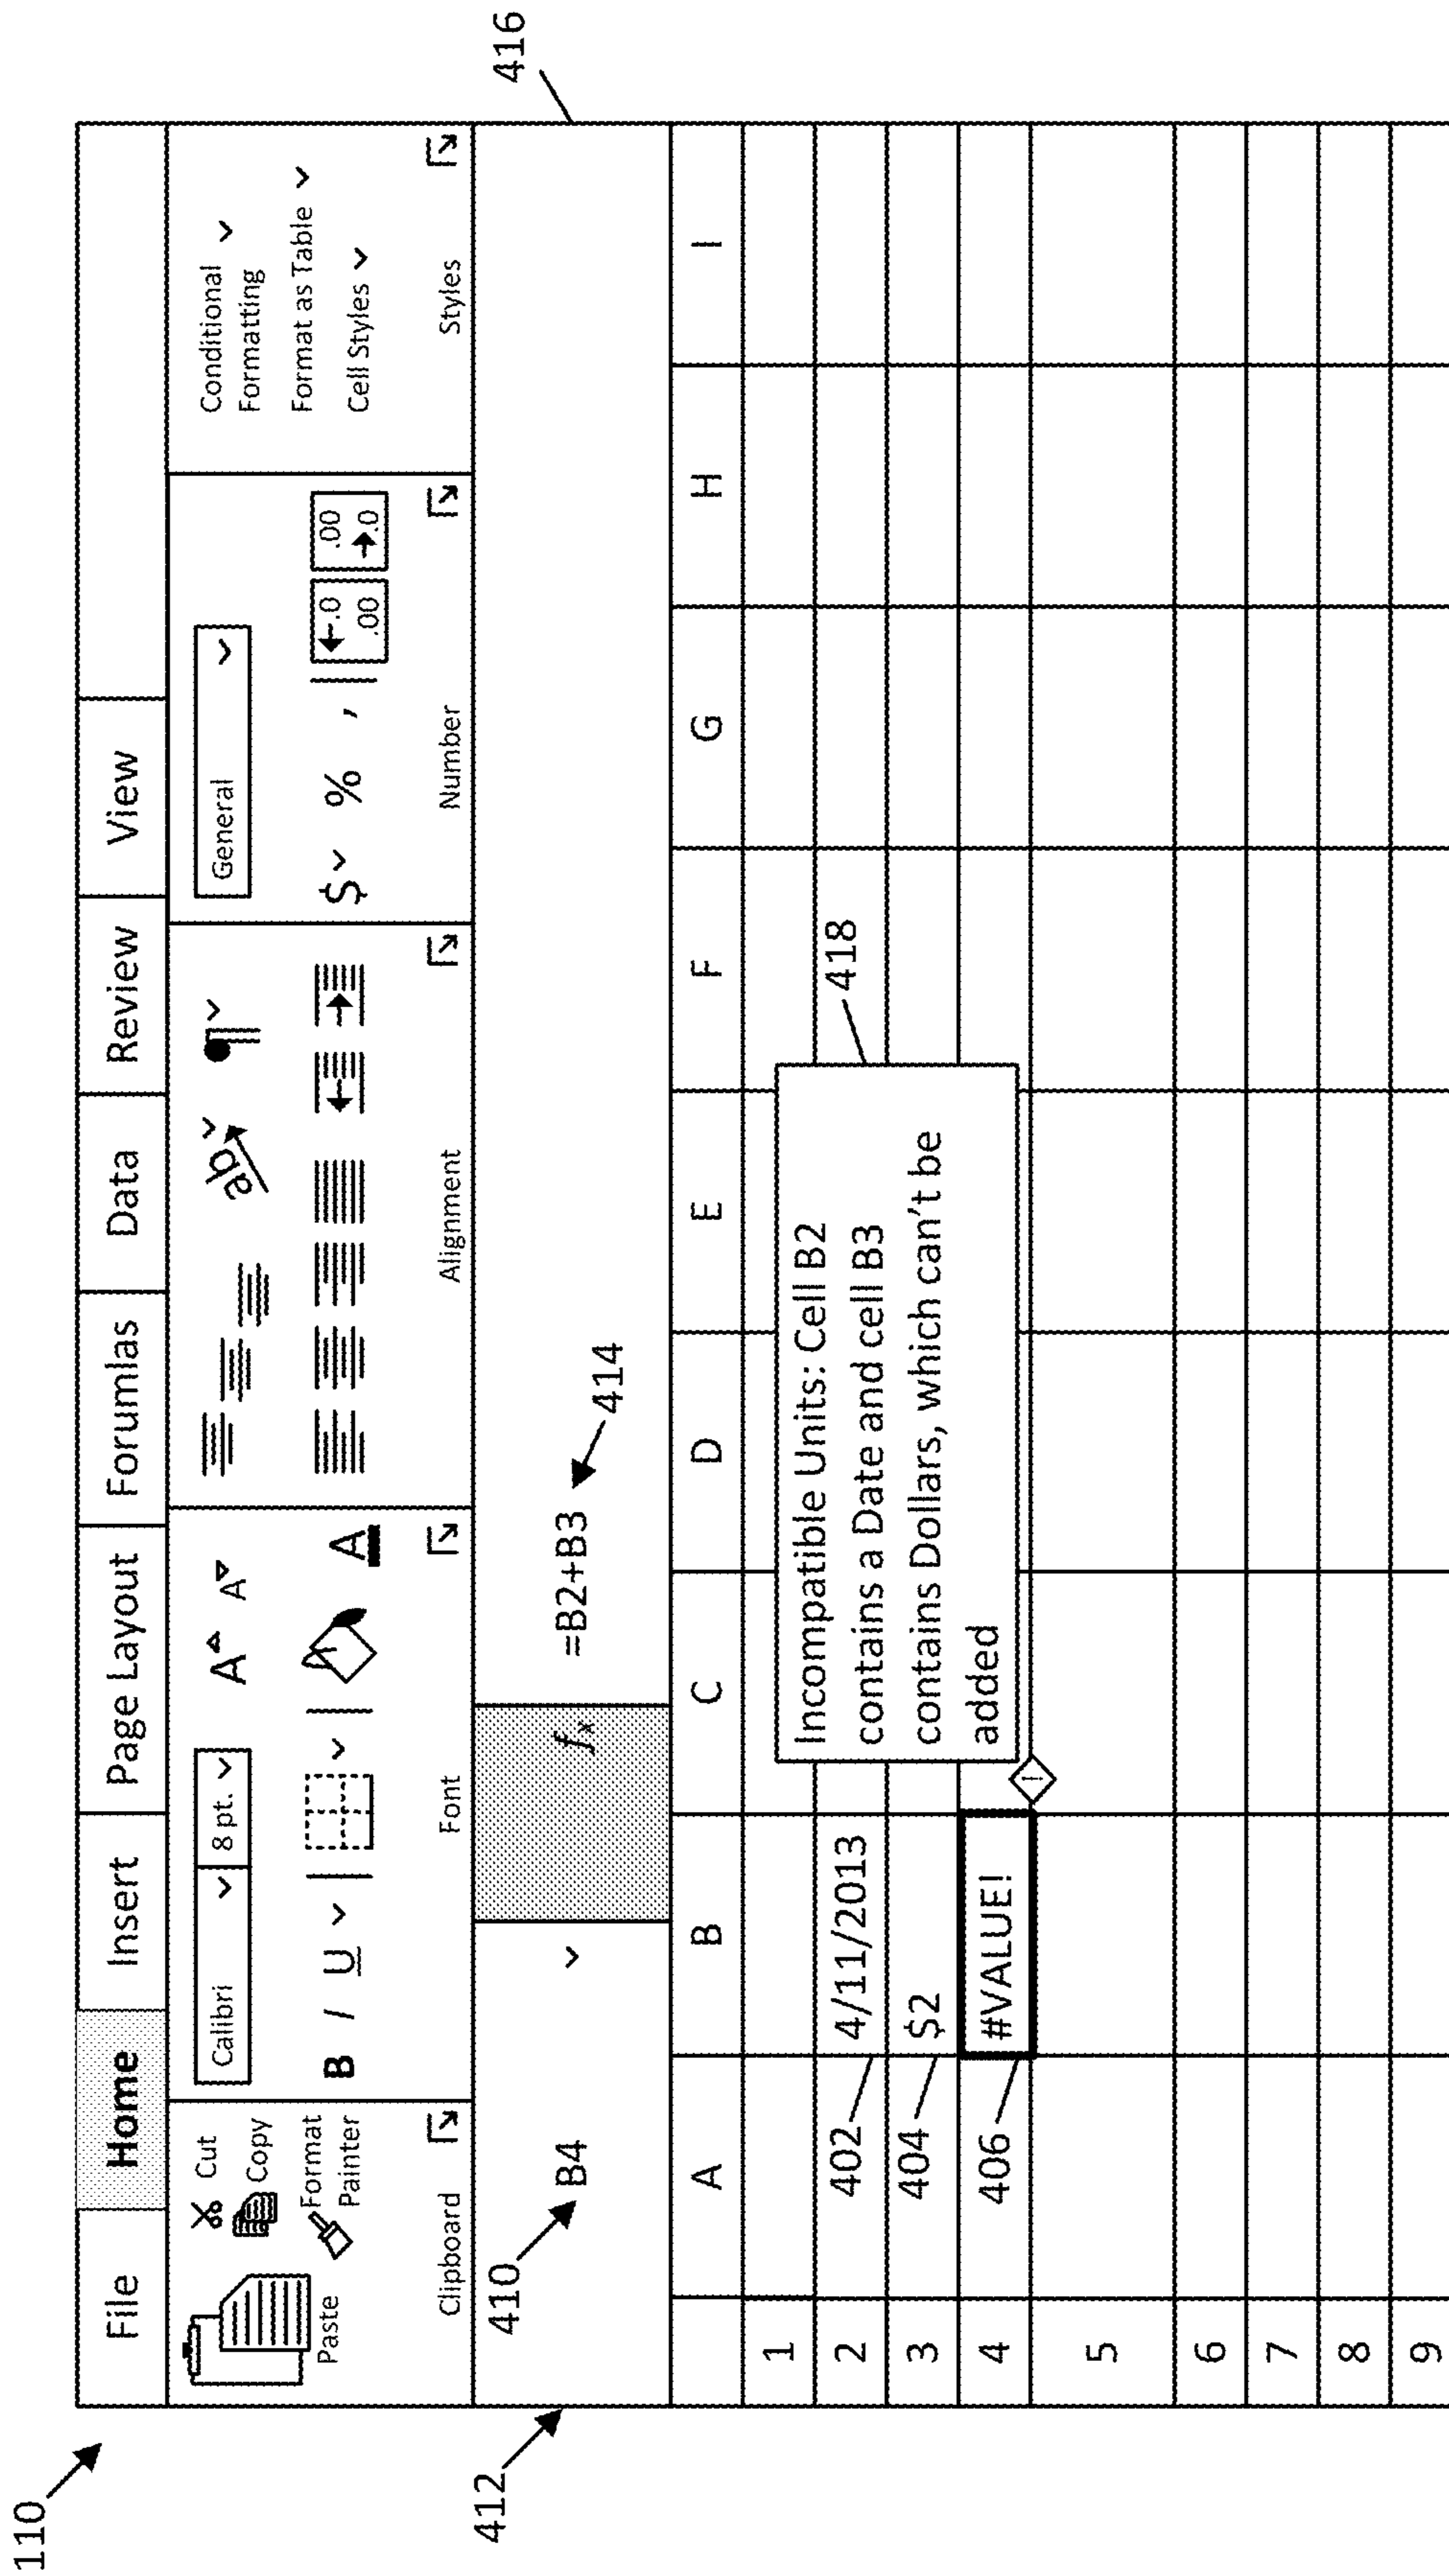 110
File Home Insert Page Layout Forumlas Data Review View
Paste
Cut
Copy
Format
Painter
Clipboard
Calibri 8 pt. A A
B I U A
Font
ab
Alignment
General
$ % , .0 .00 .00 .0
Number
Conditional
Formatting
Format as Table
Cell Styles
Styles
410
412
B4 fx =B2+B3
414
416
A B C D E F G H I
1
2 402 4/11/2013
3 404 $2
4 406 #VALUE!
Incompatible Units: Cell B2
contains a Date and cell B3
contains Dollars, which can't be
added
418
!
5
6
7
8
9